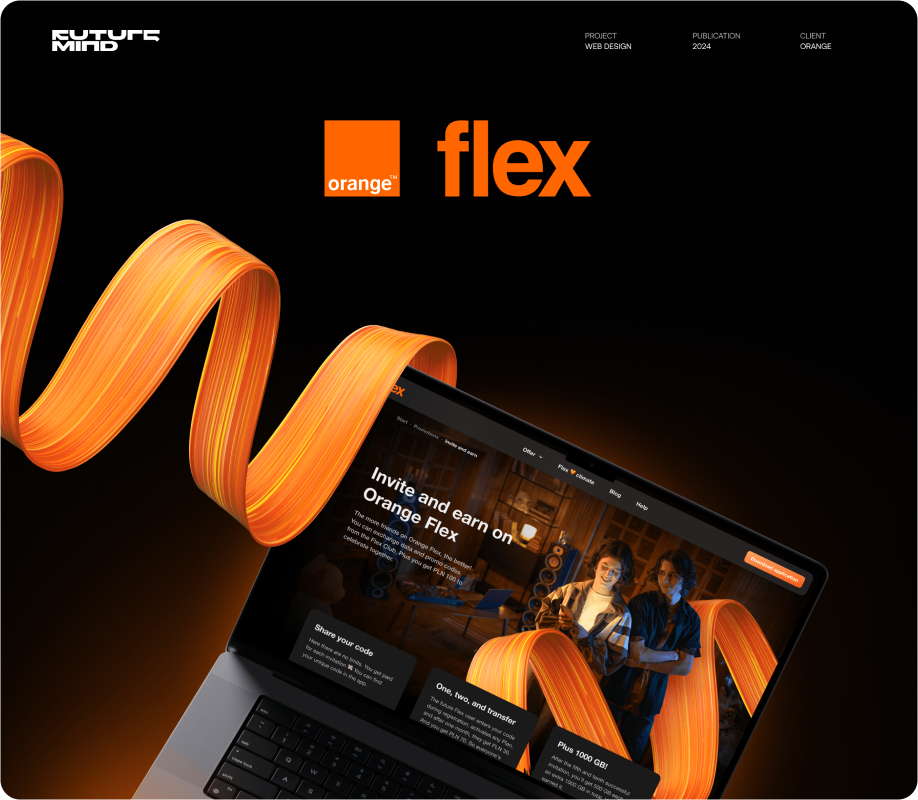 FUTURE
MIND
PROJECT
WEB DESIGN
PUBLICATION
2024
CLIENT
ORANGE
orange™
flex
ex
Start · Promotions · Invite and earn
Offer
Flex 🧡 climate
Blog
Help
Download application
Invite and earn on
Orange Flex
The more friends on Orange Flex, the better!
You can exchange data and promo codes
from the Flex Club. Plus you get PLN 100 to
celebrate together.
Share your code
Here there are no limits. You get paid
for each invitation
You can find
your unique code in the app.
One, two, and transfer
The future Flex user enters your code
during registration, activates any Plan,
and after one month, they get PLN 30
And you get PLN 70. So everyone's
Plus 1000 GB!
After the fifth and tenth successful
invitation, you'll get 500 GB each
an extra 1000 GB in total
earned it
Q
W
A
S